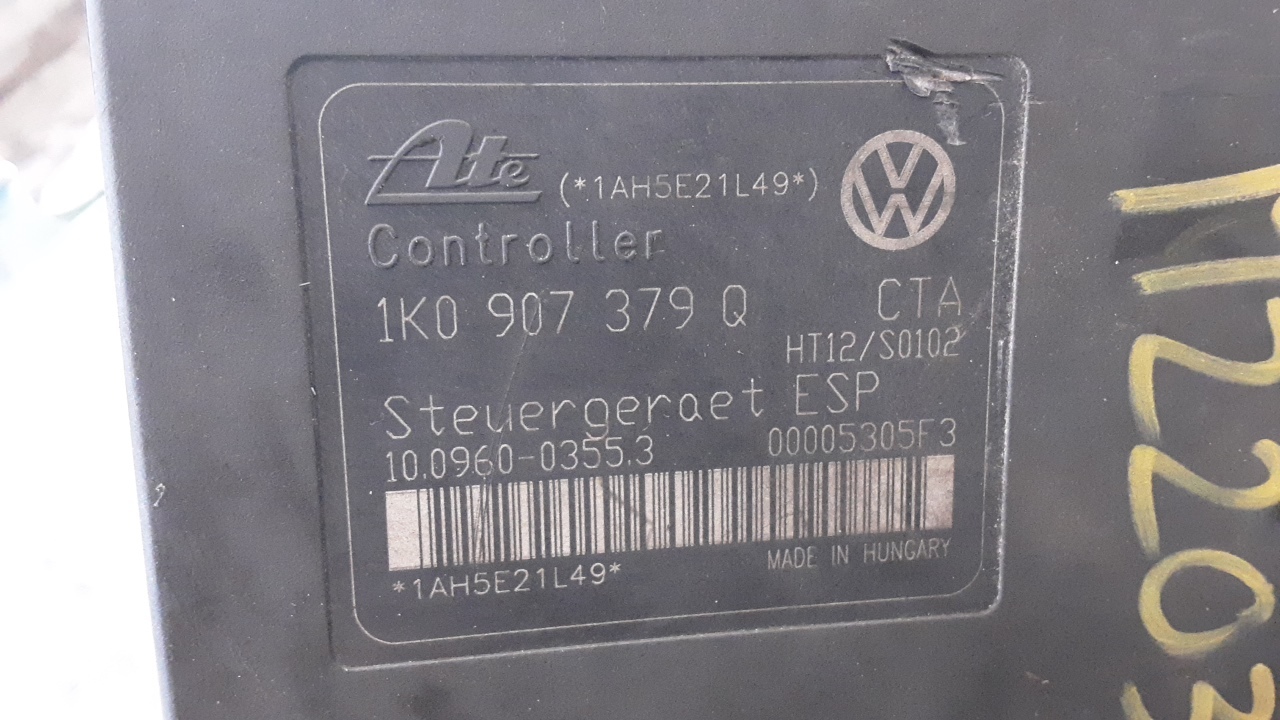 Ate (*1AH5E21L49*)
Controller
1K0 907 379 Q CTA
HT12/S0102
Steuergeraet ESP
10.0960-0355.3 00005305F3
*1AH5E21L49*
MADE IN HUNGARY